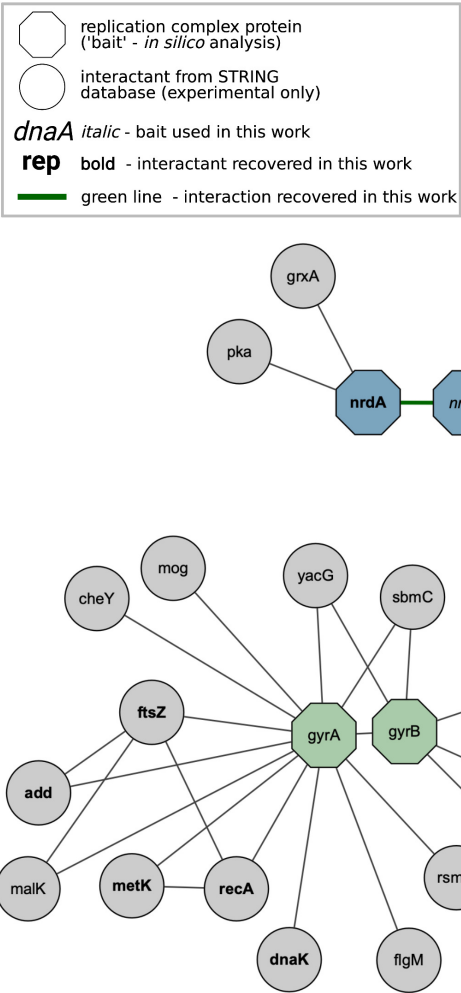 replication complex protein
('bait' - in silico analysis)
interactant from STRING
database (experimental only)
dnaA italic - bait used in this work
rep bold - interactant recovered in this work
green line - interaction recovered in this work
grxA
pka
nrdA
mog
yacG
cheY
sbmC
ftsZ
gyrA
gyrB
add
malK
metK
recA
dnaK
flgM